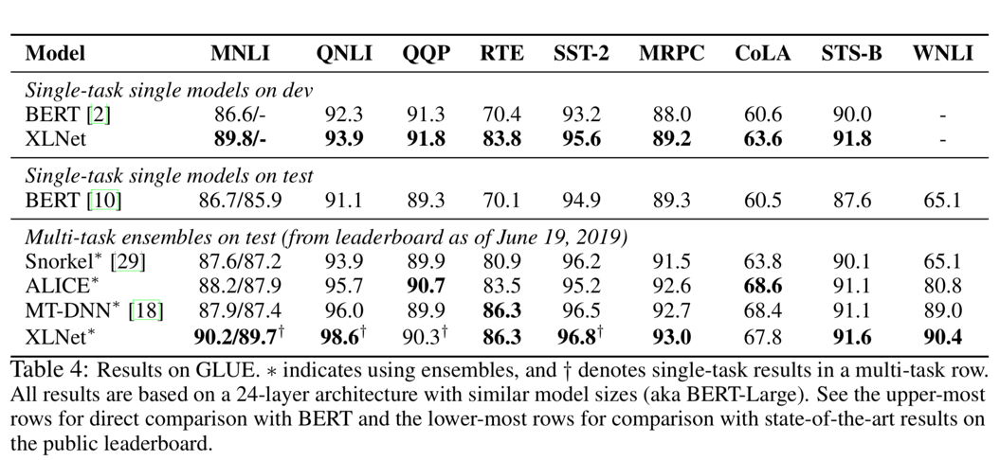 Model MNLI QNLI QQP RTE SST-2 MRPC CoLA STS-B WNLI
Single-task single models on dev
BERT [2] 86.6/- 92.3 91.3 70.4 93.2 88.0 60.6 90.0 -
XLNet 89.8/- 93.9 91.8 83.8 95.6 89.2 63.6 91.8 -
Single-task single models on test
BERT [10] 86.7/85.9 91.1 89.3 70.1 94.9 89.3 60.5 87.6 65.1
Multi-task ensembles on test (from leaderboard as of June 19, 2019)
Snorkel* [29] 87.6/87.2 93.9 89.9 80.9 96.2 91.5 63.8 90.1 65.1
ALICE* 88.2/87.9 95.7 90.7 83.5 95.2 92.6 68.6 91.1 80.8
MT-DNN* [18] 87.9/87.4 96.0 89.9 86.3 96.5 92.7 68.4 91.1 89.0
XLNet* 90.2/89.7† 98.6† 90.3† 86.3 96.8† 93.0 67.8 91.6 90.4
Table 4: Results on GLUE. * indicates using ensembles, and † denotes single-task results in a multi-task row.
All results are based on a 24-layer architecture with similar model sizes (aka BERT-Large). See the upper-most
rows for direct comparison with BERT and the lower-most rows for comparison with state-of-the-art results on
the public leaderboard.